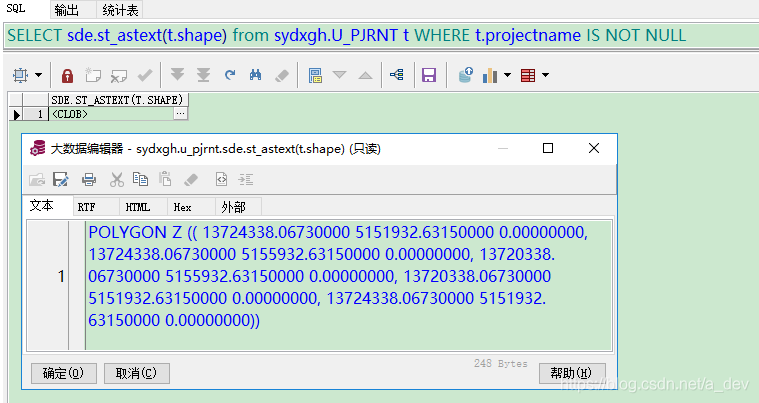 SQL 输出 统计表
SELECT sde.st_astext(t.shape) from sydxgh.U_PJRNT t WHERE t.projectname IS NOT NULL
SDE.ST_ASTEXT(T.SHAPE)
1 <CLOB> ...
大数据编辑器 - sydxgh.u_pjrnt.sde.st_astext(t.shape) (只读)
文本 RTF HTML Hex 外部
POLYGON Z (( 13724338.06730000 5151932.63150000 0.00000000,
13724338.06730000 5155932.63150000 0.00000000, 13720338.
1 06730000 5155932.63150000 0.00000000, 13720338.06730000
5151932.63150000 0.00000000, 13724338.06730000 5151932.
63150000 0.00000000))
248 Bytes
确定(O) 取消(C) 帮助(H)
https://blog.csdn.net/a_dev